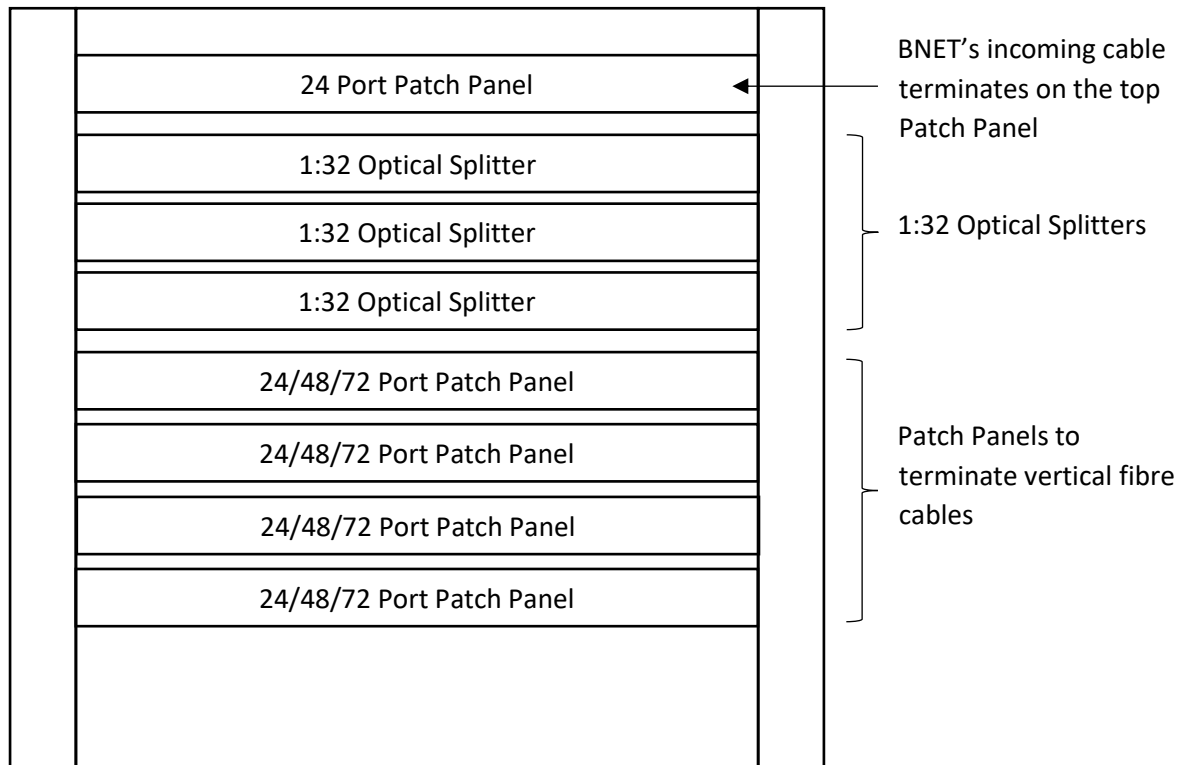 24 Port Patch Panel
BNET’s incoming cable
terminates on the top
Patch Panel
1:32 Optical Splitter
1:32 Optical Splitter
1:32 Optical Splitter
1:32 Optical Splitters
24/48/72 Port Patch Panel
24/48/72 Port Patch Panel
24/48/72 Port Patch Panel
24/48/72 Port Patch Panel
Patch Panels to
terminate vertical fibre
cables